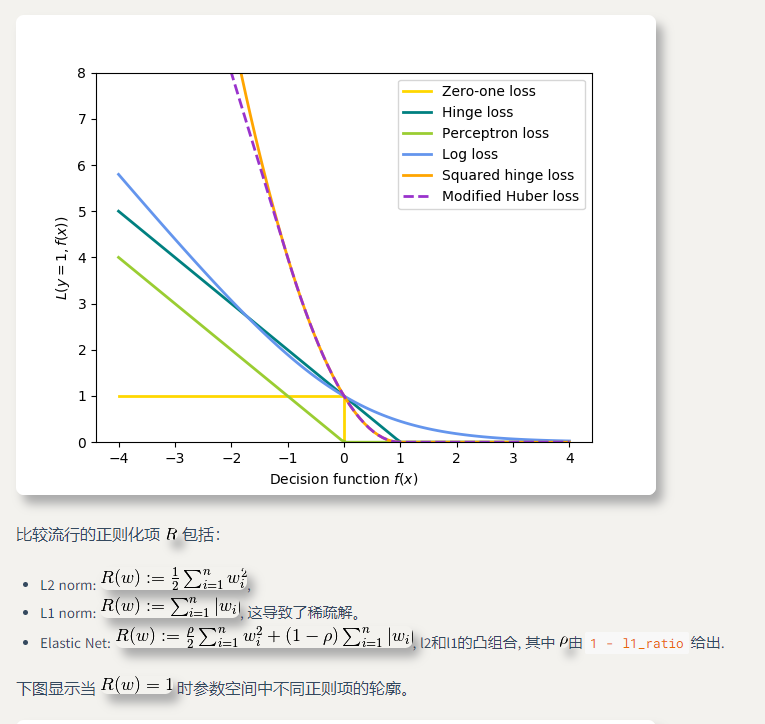 8
7
6
5
4
3
2
1
0
L(y = 1, f(x))
−4 −3 −2 −1 0 1 2 3 4
Decision function f(x)
Zero-one loss
Hinge loss
Perceptron loss
Log loss
Squared hinge loss
Modified Huber loss
比较流行的正则化项 R 包括：
L2 norm: R(w) := \frac{1}{2} \sum_{i=1}^{n} w_i^2,
L1 norm: R(w) := \sum_{i=1}^{n} |w_i|, 这导致了稀疏解。
Elastic Net: R(w) := \frac{ρ}{2} \sum_{i=1}^{n} w_i^2 + (1 − ρ) \sum_{i=1}^{n} |w_i|, l2和l1的凸组合, 其中 ρ由 1 - l1_ratio 给出.
下图显示当 R(w) = 1 时参数空间中不同正则项的轮廓。